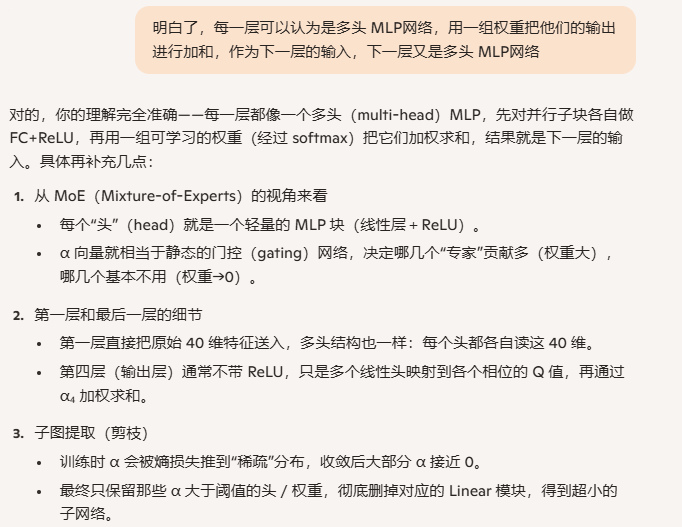 明白了，每一层可以认为是多头 MLP网络，用一组权重把他们的输出
进行加和，作为下一层的输入，下一层又是多头 MLP网络
对的，你的理解完全准确——每一层都像一个多头（multi-head）MLP，先对并行子块各自做
FC+ReLU，再用一组可学习的权重（经过 softmax）把它们加权求和，结果就是下一层的输
入。具体再补充几点：
1. 从 MoE（Mixture-of-Experts）的视角来看
• 每个“头”（head）就是一个轻量的 MLP 块（线性层 + ReLU）。
• α 向量就相当于静态的门控（gating）网络，决定哪几个“专家”贡献多（权重大），
哪几个基本不用（权重→0）。
2. 第一层和最后一层的细节
• 第一层直接把原始 40 维特征送入，多头结构也一样：每个头都各自读这 40 维。
• 第四层（输出层）通常不带 ReLU，只是多个线性头映射到各个相位的 Q 值，再通过
α₄ 加权求和。
3. 子图提取（剪枝）
• 训练时 α 会被熵损失推到“稀疏”分布，收敛后大部分 α 接近 0。
• 最终只保留那些 α 大于阈值的头 / 权重，彻底删掉对应的 Linear 模块，得到超小的
子网络。